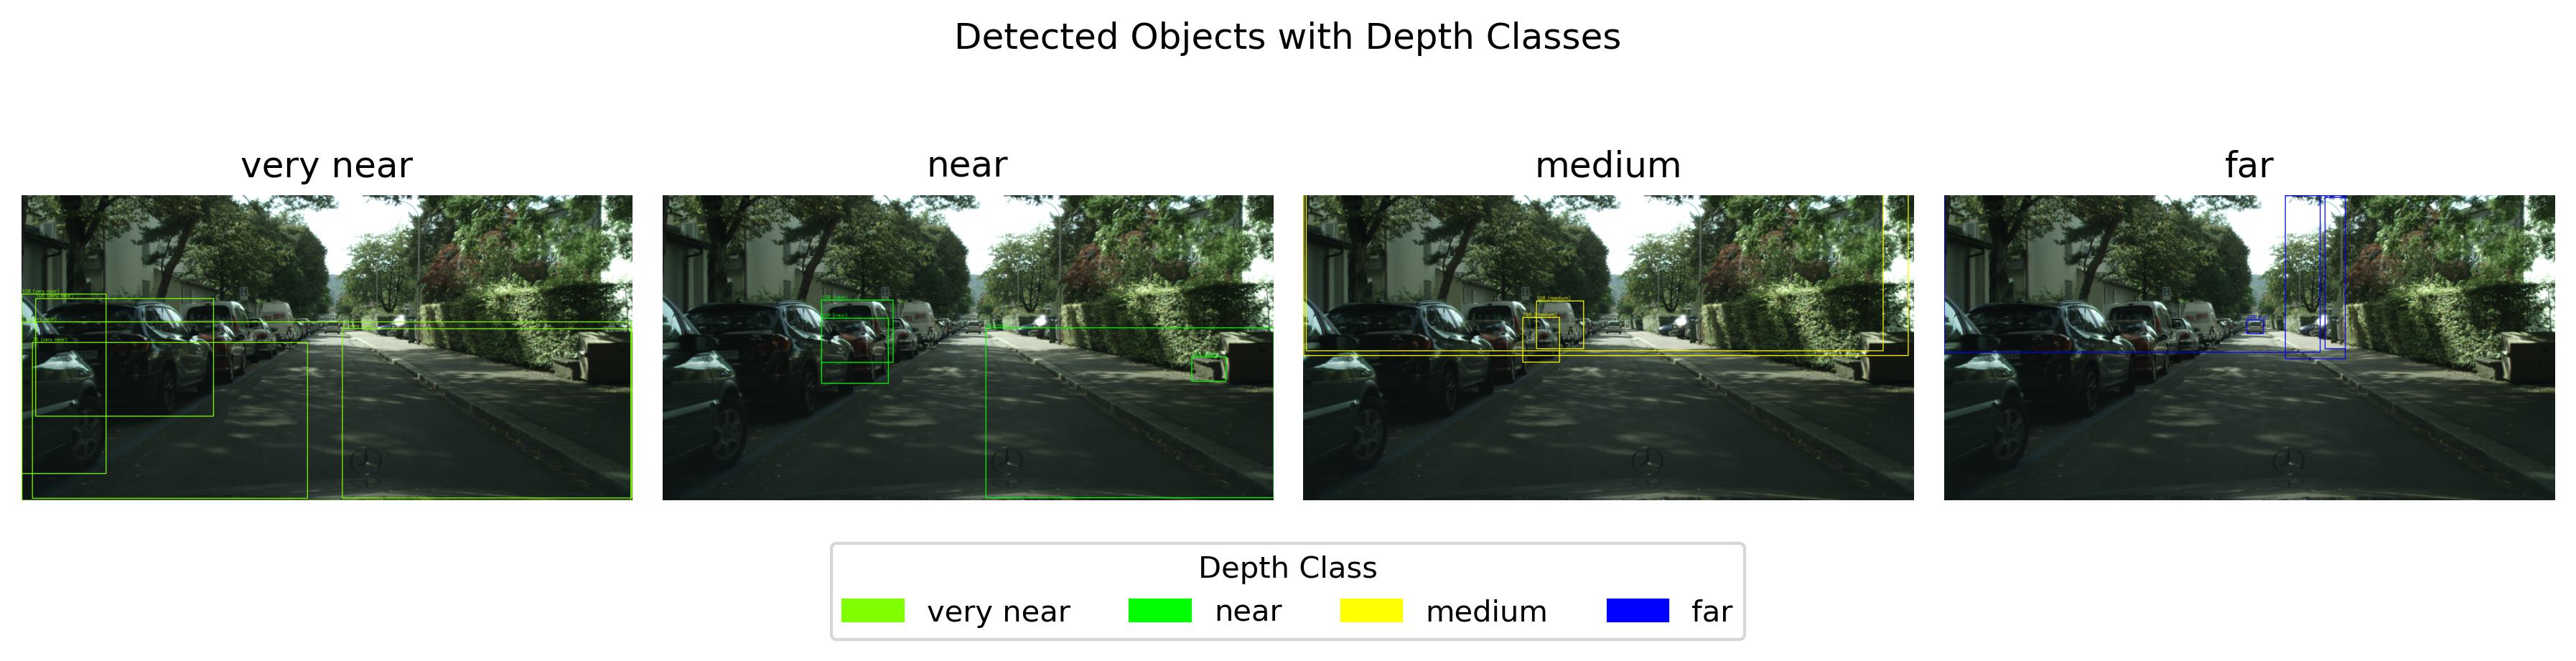 Detected Objects with Depth Classes
very near
near
medium
far
Depth Class
very near
near
medium
far